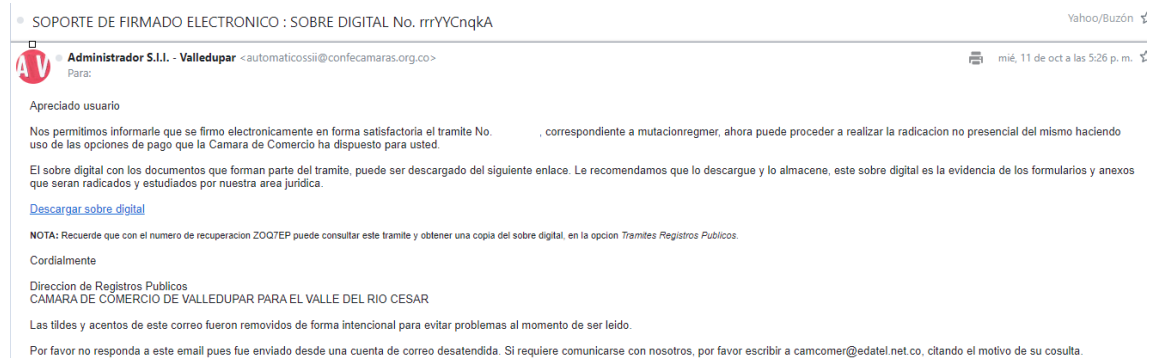 SOPORTE DE FIRMADO ELECTRONICO : SOBRE DIGITAL No. rrrYYCnqkA
Yahoo/Buzón
AV
Administrador S.I.I. - Valledupar <automaticossii@confecamaras.org.co>
mié, 11 de oct a las 5:26 p. m.
Para:
Apreciado usuario
Nos permitimos informarle que se firmo electronicamente en forma satisfactoria el tramite No. , correspondiente a mutacionregmer, ahora puede proceder a realizar la radicacion no presencial del mismo haciendo
uso de las opciones de pago que la Camara de Comercio ha dispuesto para usted.
El sobre digital con los documentos que forman parte del tramite, puede ser descargado del siguiente enlace. Le recomendamos que lo descargue y lo almacene, este sobre digital es la evidencia de los formularios y anexos
que seran radicados y estudiados por nuestra area juridica.
Descargar sobre digital
NOTA: Recuerde que con el numero de recuperacion ZOQ7EP puede consultar este tramite y obtener una copia del sobre digital, en la opcion Tramites Registros Publicos.
Cordialmente
Direccion de Registros Publicos
CAMARA DE COMERCIO DE VALLEDUPAR PARA EL VALLE DEL RIO CESAR
Las tildes y acentos de este correo fueron removidos de forma intencional para evitar problemas al momento de ser leido.
Por favor no responda a este email pues fue enviado desde una cuenta de correo desatendida. Si requiere comunicarse con nosotros, por favor escribir a camcomer@edatel.net.co, citando el motivo de su cosulta.